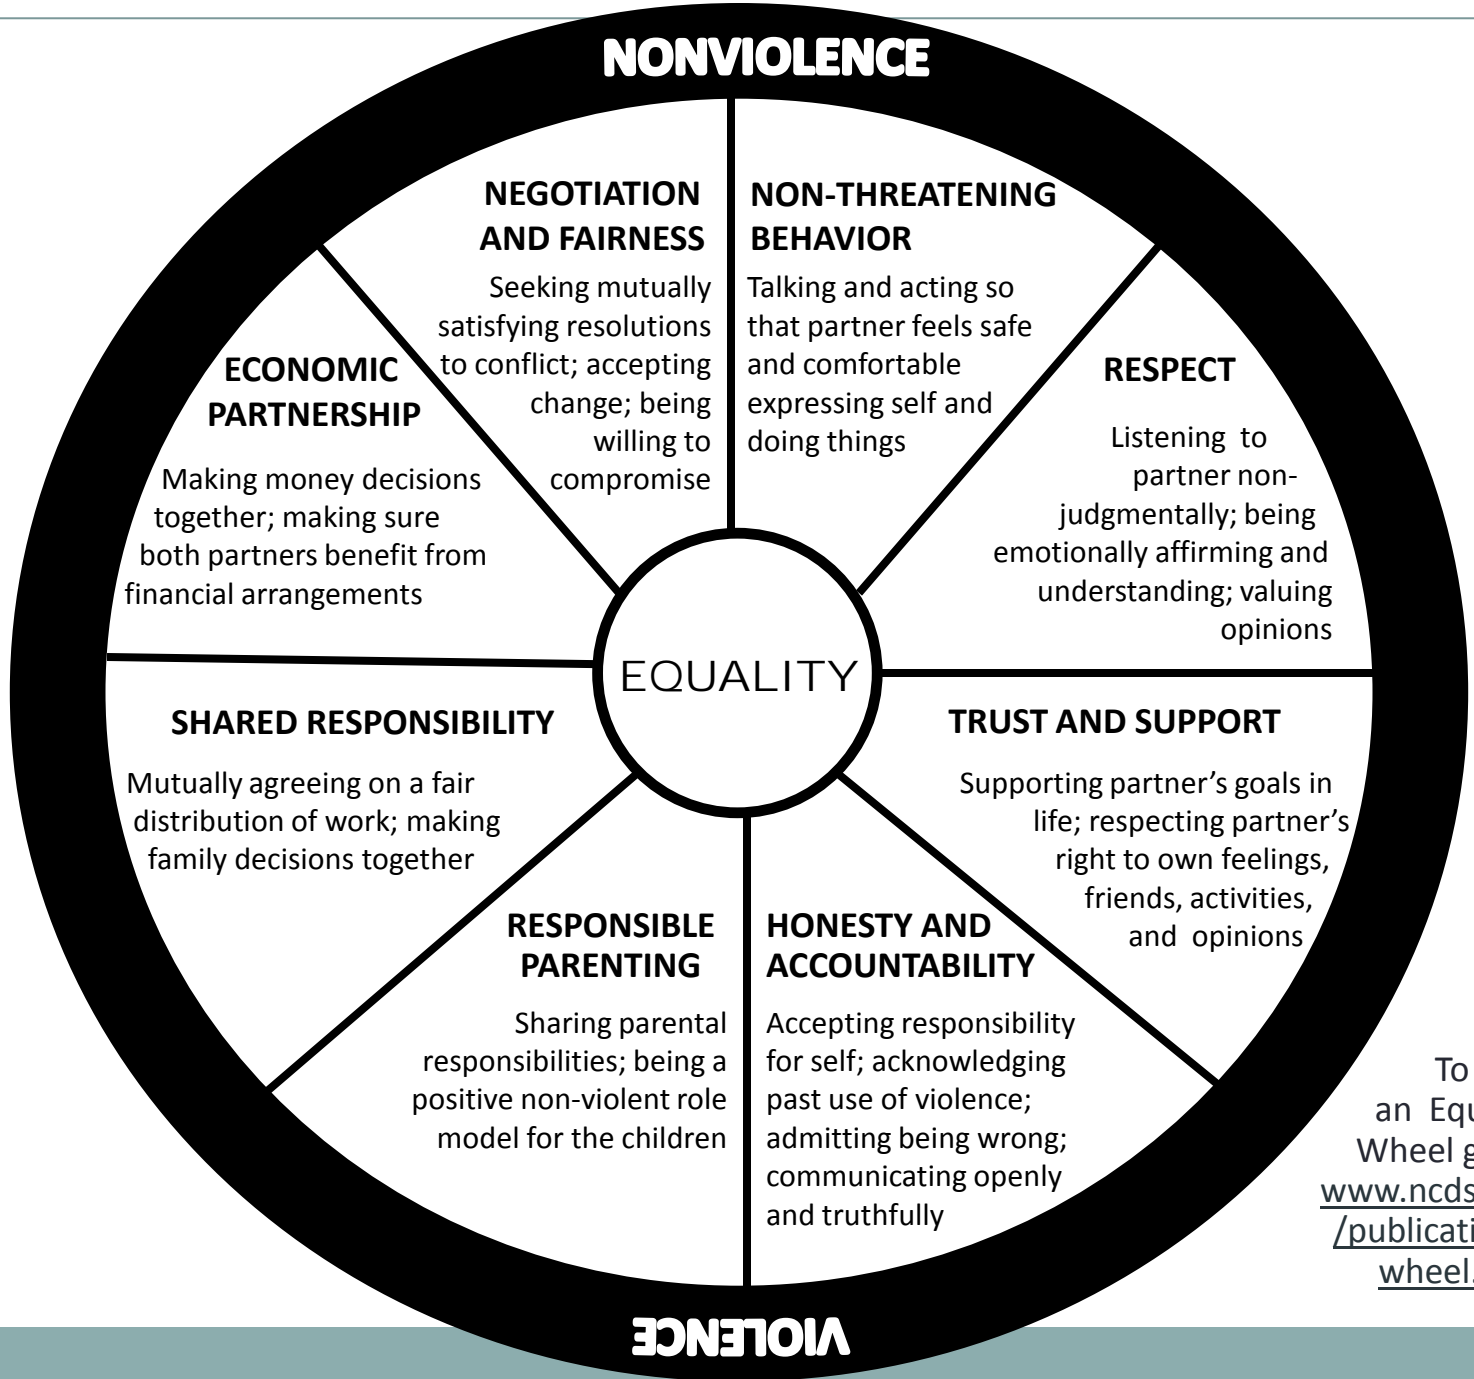 NONVIOLENCE
NEGOTIATION
AND FAIRNESS
Seeking mutually
satisfying resolutions
to conflict; accepting
change; being
willing to
compromise
NON-THREATENING
BEHAVIOR
Talking and acting so
that partner feels safe
and comfortable
expressing self and
doing things
ECONOMIC
PARTNERSHIP
Making money decisions
together; making sure
both partners benefit from
financial arrangements
RESPECT
Listening to
partner non-
judgmentally; being
emotionally affirming and
understanding; valuing
opinions
EQUALITY
SHARED RESPONSIBILITY
Mutually agreeing on a fair
distribution of work; making
family decisions together
TRUST AND SUPPORT
Supporting partner’s goals in
life; respecting partner’s
right to own feelings,
friends, activities,
and opinions
RESPONSIBLE
PARENTING
Sharing parental
responsibilities; being a
positive non-violent role
model for the children
HONESTY AND
ACCOUNTABILITY
Accepting responsibility
for self; acknowledging
past use of violence;
admitting being wrong;
communicating openly
and truthfully
To
an
Wheel
VIOLENCE